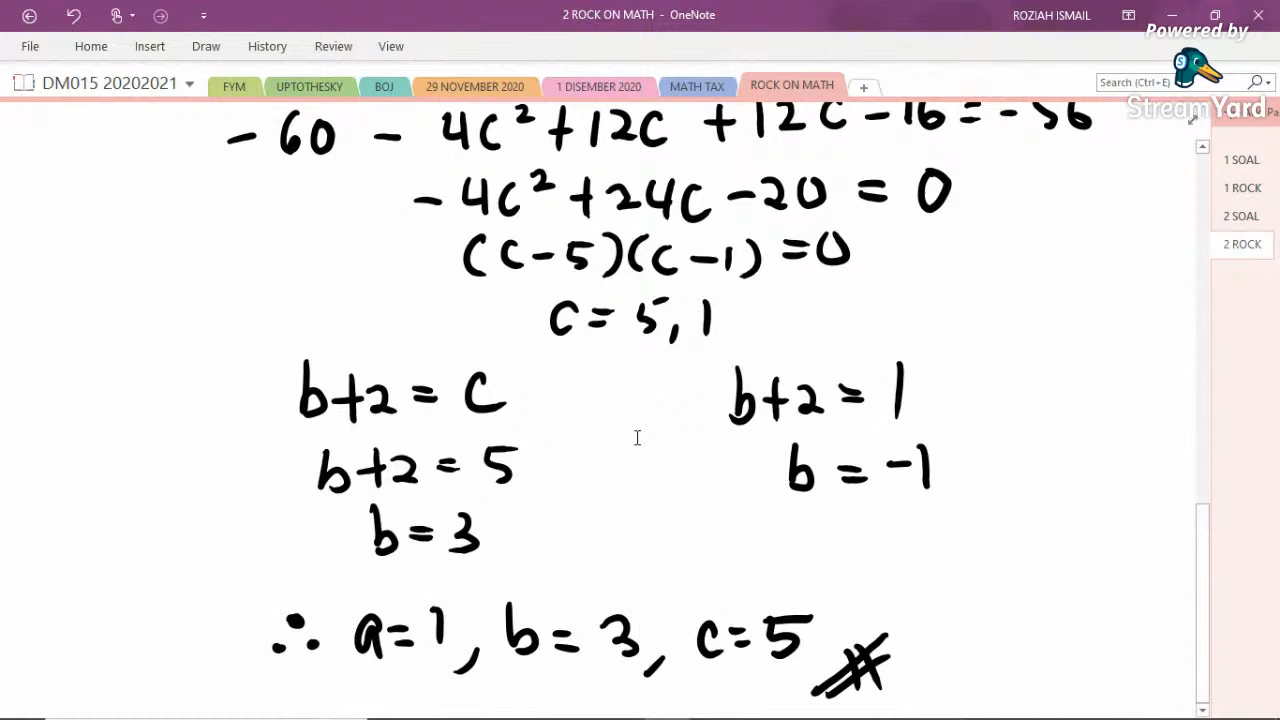 2 ROCK ON MATH - OneNote
ROZIAH ISMAIL
Powered by
StreamYard
File Home Insert Draw History Review View
DM015 20202021
FYM UPTOTHESKY BOJ 29 NOVEMBER 2020 1 DISEMBER 2020 MATH TAX ROCK ON MATH +
Search (Ctrl+E)
Pa
1 SOAL
1 ROCK
2 SOAL
2 ROCK
- 60 - 4c² + 12c + 12c - 16 = - 56
- 4c² + 24c - 20 = 0
(c - 5)(c - 1) = 0
c = 5, 1
b + 2 = c
b + 2 = 1
b + 2 = 5
b = -1
b = 3
∴ a = 1, b = 3, c = 5